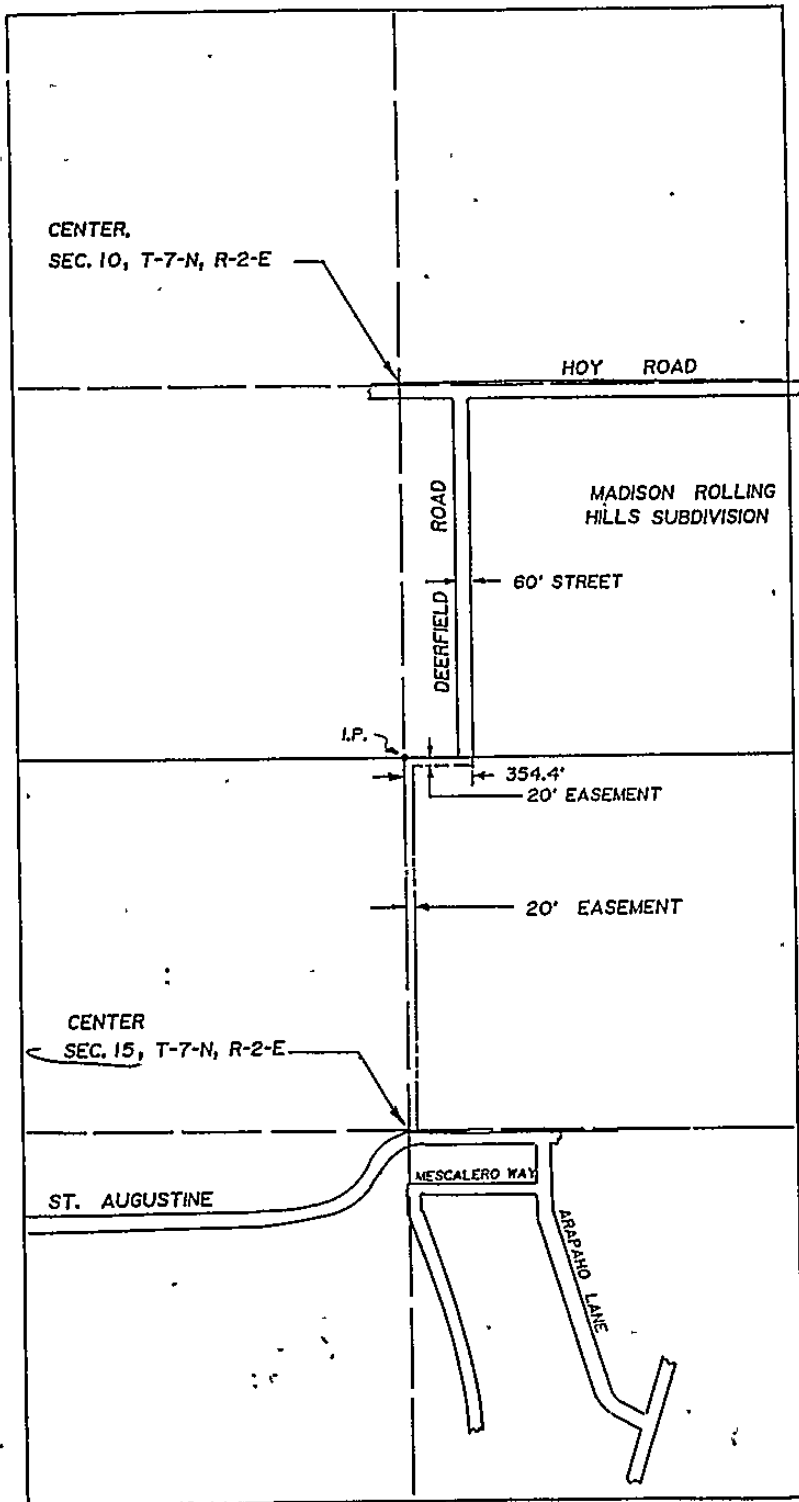 CENTER,
SEC. 10, T-7-N, R-2-E
HOY ROAD
MADISON ROLLING
HILLS SUBDIVISION
DEERFIELD ROAD
60' STREET
I.P.
354.4'
20' EASEMENT
20' EASEMENT
CENTER
SEC. 15, T-7-N, R-2-E
MESCALERO WAY
ST. AUGUSTINE
ARAPAHO LANE